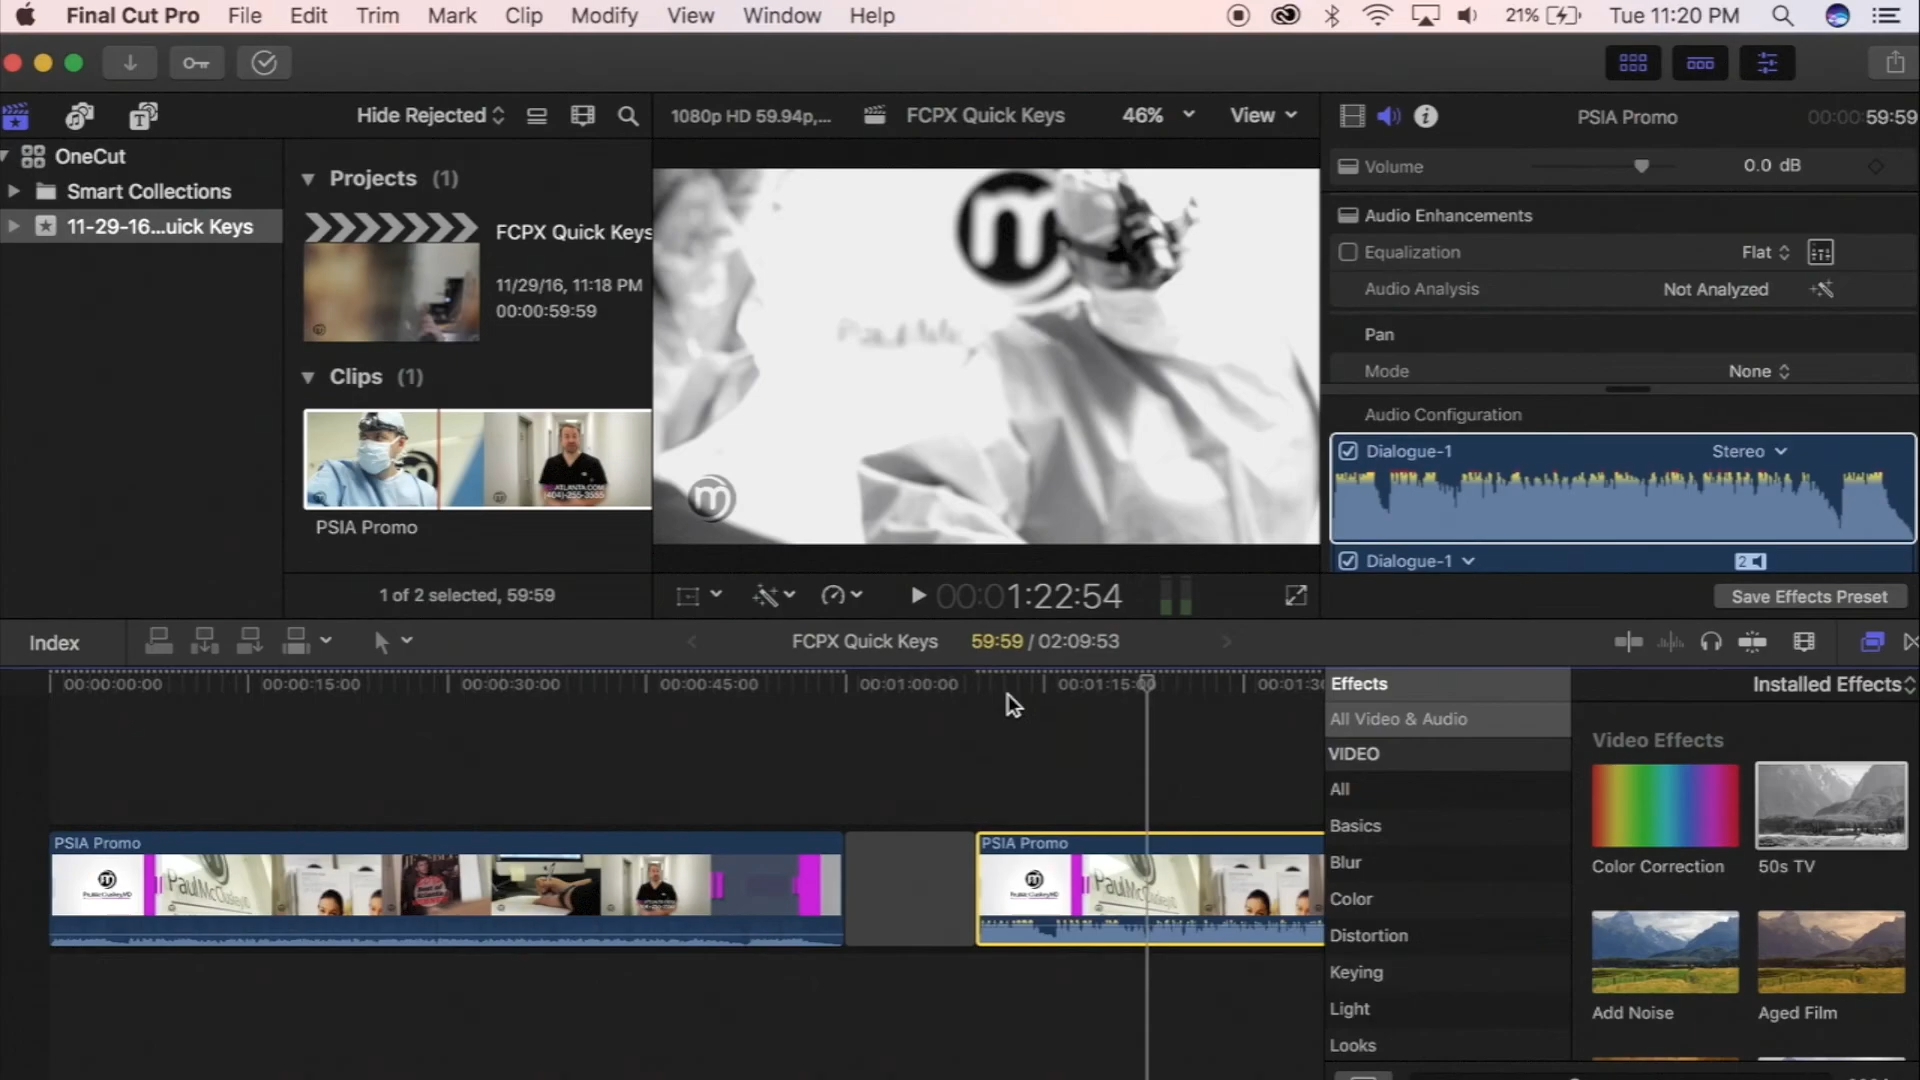 Final Cut Pro File Edit Trim Mark Clip Modify View Window Help 21% Tue 11:20 PM
Hide Rejected 1080p HD 59.94p,... FCPX Quick Keys 46% View PSIA Promo 00:00:59:59
OneCut
Smart Collections
11-29-16...uick Keys
Projects (1)
FCPX Quick Keys
11/29/16, 11:18 PM
00:00:59:59
Clips (1)
ATLANTA.COM
(404)-255-3555
PSIA Promo
1 of 2 selected, 59:59
m
m
00:01:22:54
Volume 0.0 dB
Audio Enhancements
Equalization Flat
Audio Analysis Not Analyzed
Pan
Mode None
Audio Configuration
Dialogue-1 Stereo
Dialogue-1 2
Save Effects Preset
Index FCPX Quick Keys 59:59 / 02:09:53
00:00:00:00 00:00:15:00 00:00:30:00 00:00:45:00 00:01:00:00 00:01:15:00 00:01:30
PSIA Promo PSIA Promo
Effects Installed Effects
All Video & Audio
VIDEO
All
Basics
Blur
Color
Distortion
Keying
Light
Looks
Video Effects
Color Correction 50s TV
Add Noise Aged Film